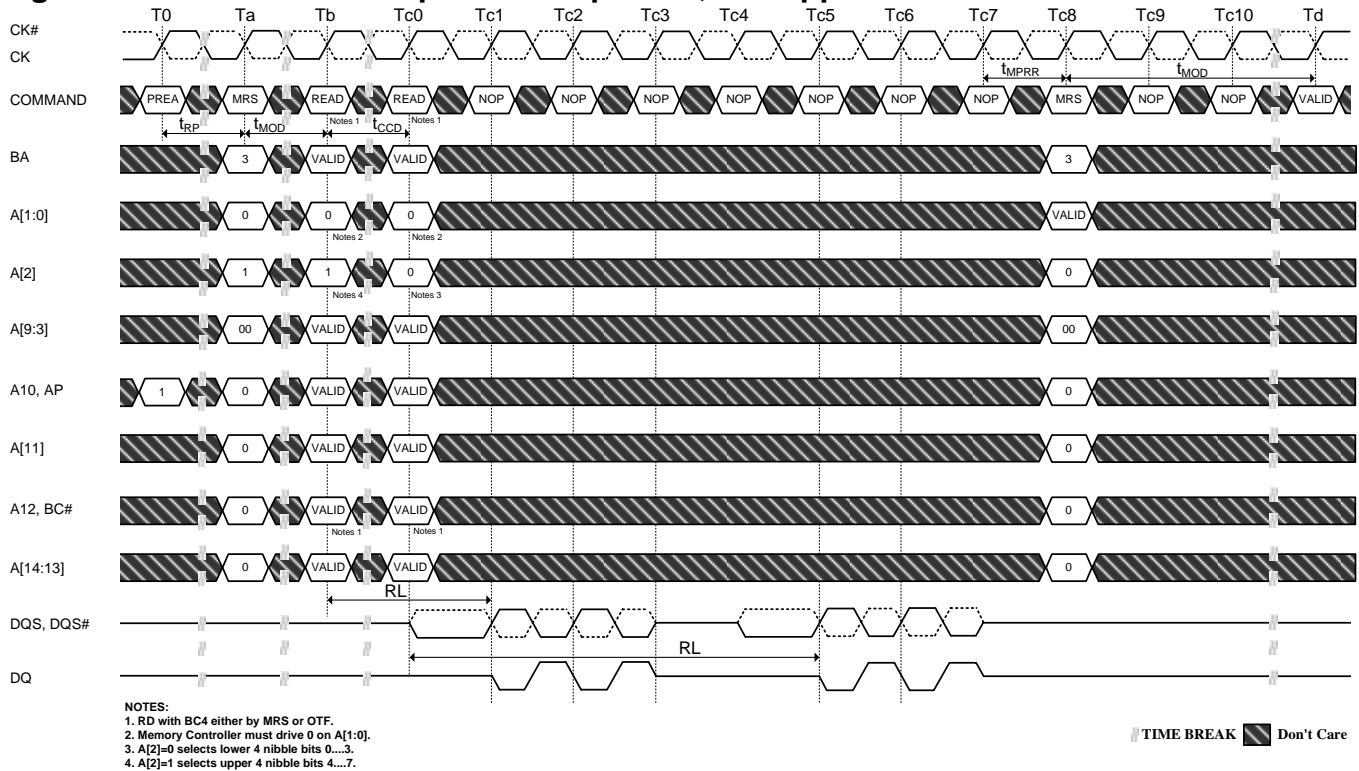 T0 Ta Tb Tc0 Tc1 Tc2 Tc3 Tc4 Tc5 Tc6 Tc7 Tc8 Tc9 Tc10 Td
CK#
CK
tMPRR tMOD
COMMAND PREA MRS READ READ NOP NOP NOP NOP NOP NOP NOP MRS NOP NOP VALID
Notes 1 Notes 1
tRP tMOD tCCD
BA 3 VALID VALID 3
A[1:0] 0 0 0 VALID
Notes 2 Notes 2
A[2] 1 1 0 0
Notes 4 Notes 3
A[9:3] 00 VALID VALID 00
A10, AP 1 0 VALID VALID 0
A[11] 0 VALID VALID 0
A12, BC# 0 VALID VALID 0
Notes 1 Notes 1
A[14:13] 0 VALID VALID 0
RL
DQS, DQS#
RL
DQ
NOTES:
1. RD with BC4 either by MRS or OTF.
2. Memory Controller must drive 0 on A[1:0].
3. A[2]=0 selects lower 4 nibble bits 0....3.
4. A[2]=1 selects upper 4 nibble bits 4....7.
TIME BREAK Don't Care